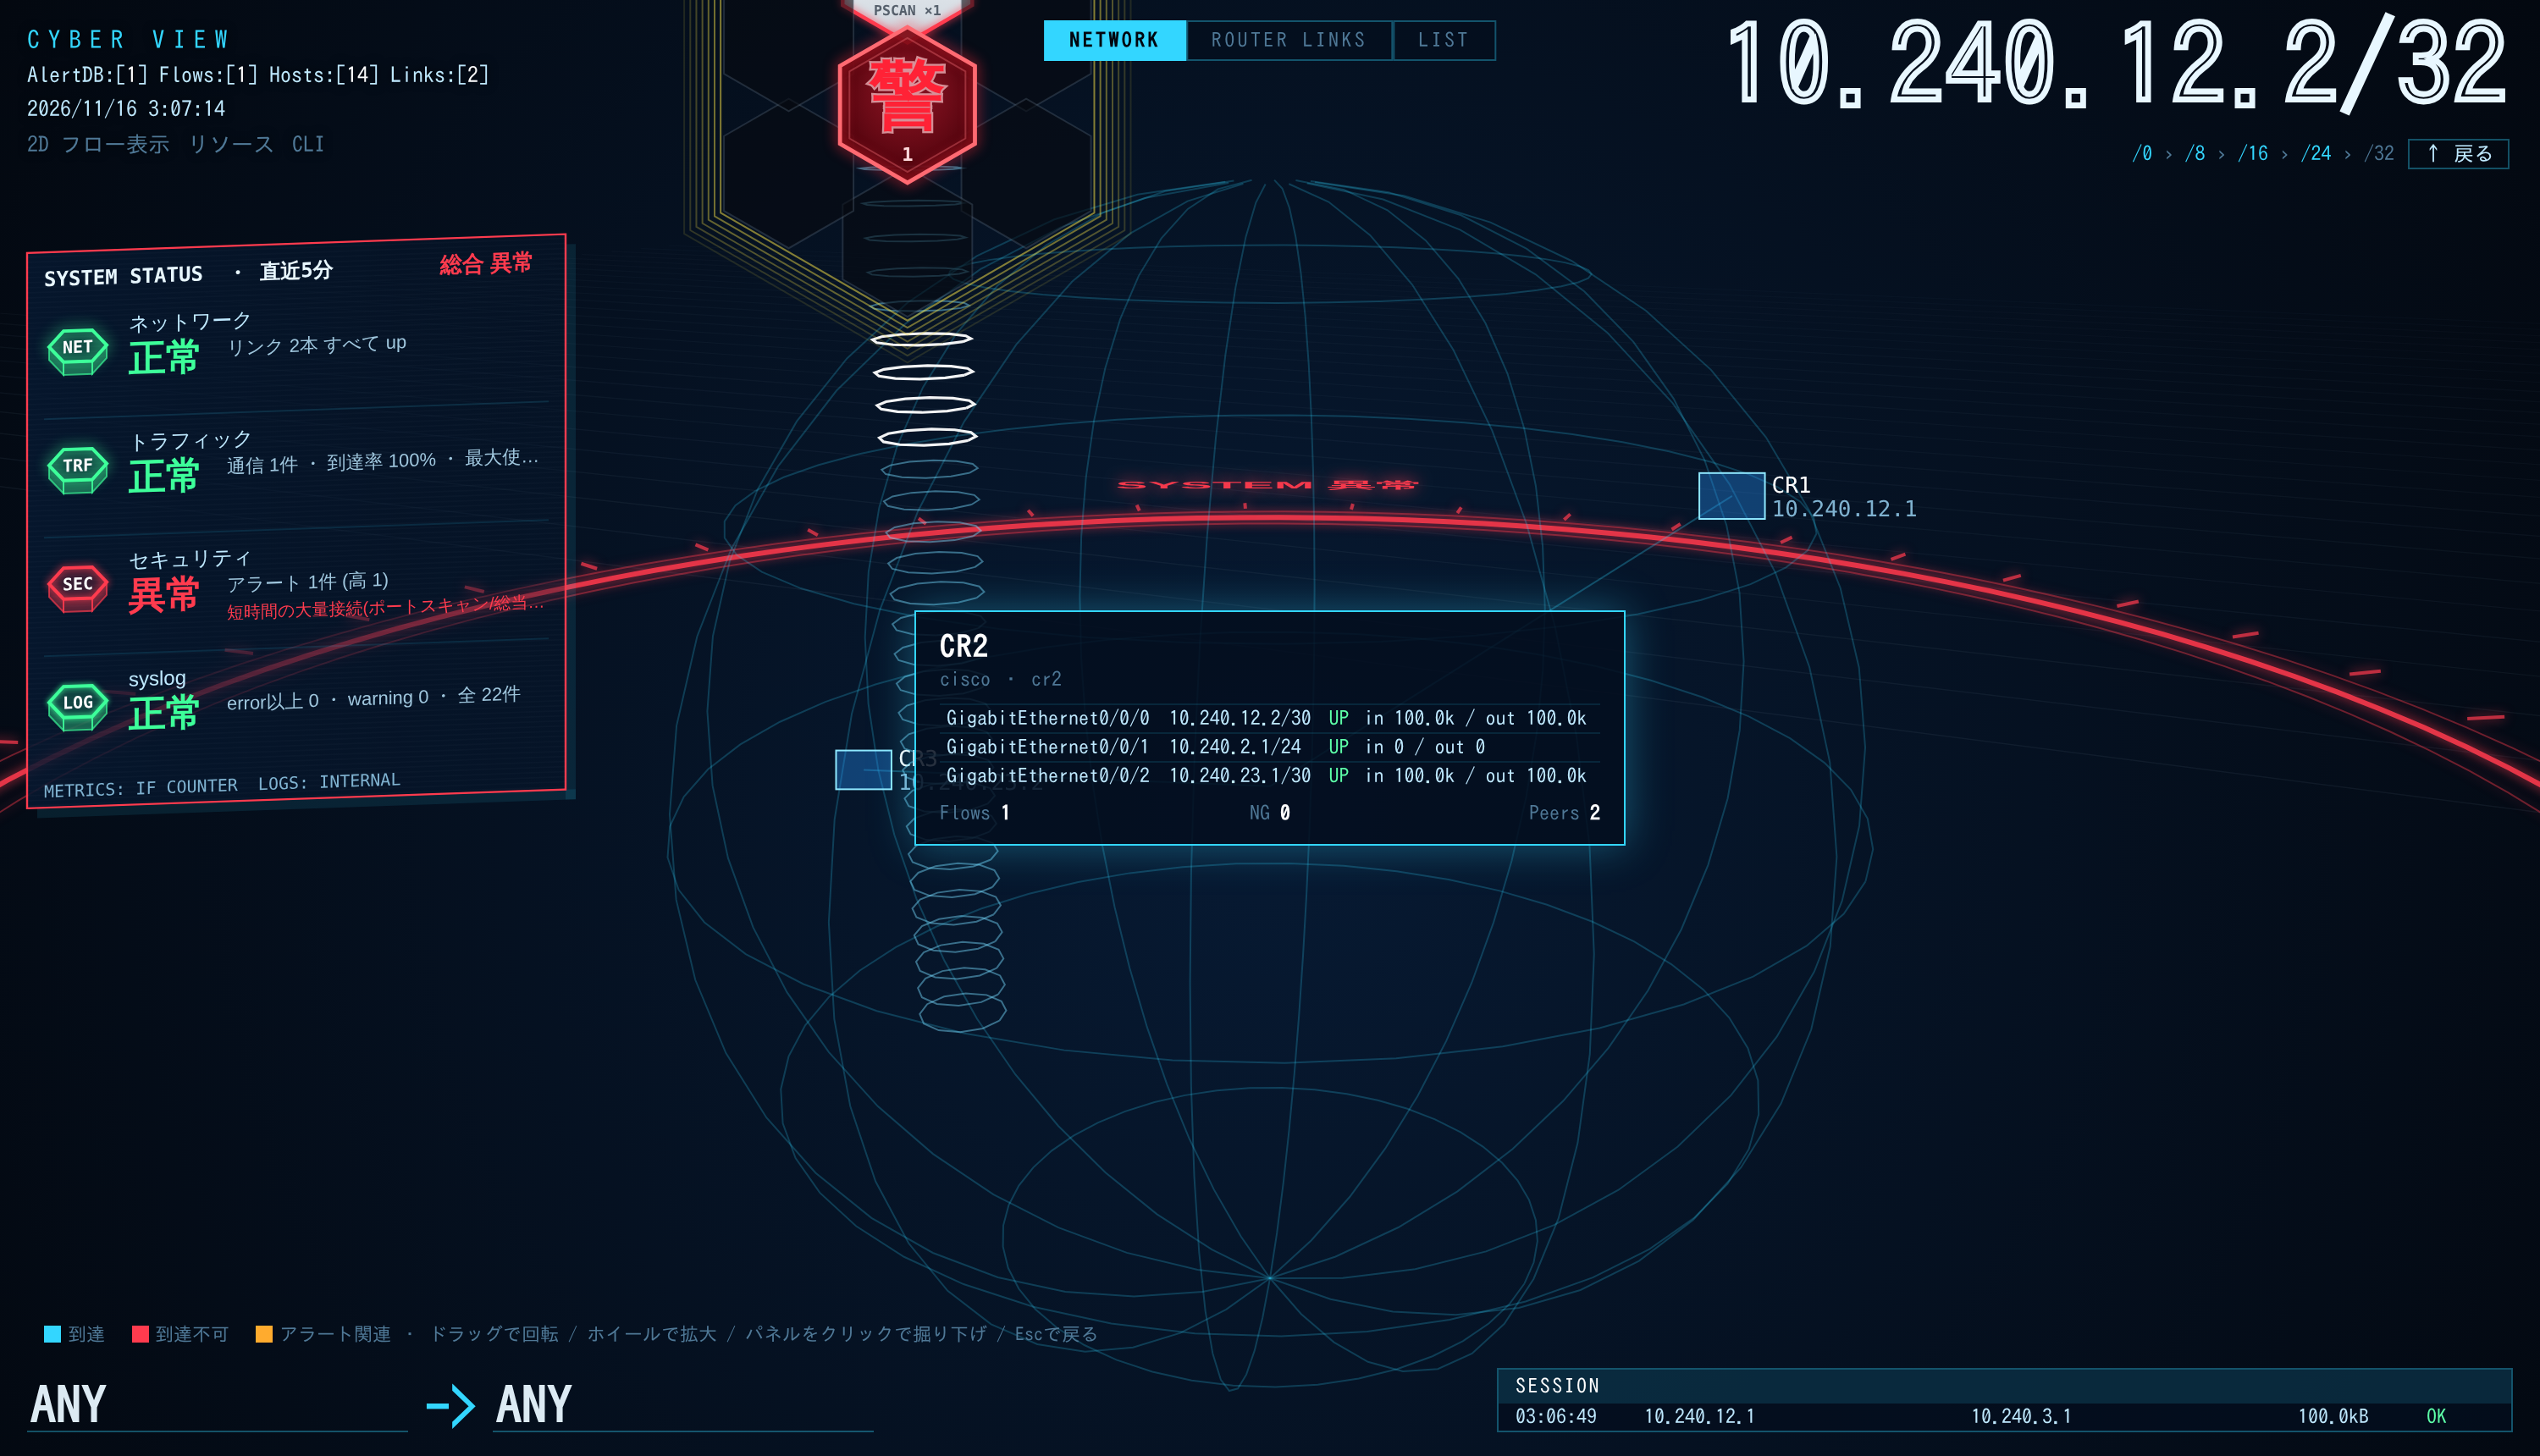 CYBER VIEW
AlertDB:[1] Flows:[1] Hosts:[14] Links:[2]
2026/11/16 3:07:14
2D フロー表示 リソース CLI
PSCAN ×1
警
1
NETWORK
ROUTER LINKS
LIST
10.240.12.2/32
/0 › /8 › /16 › /24 › /32
↑ 戻る
SYSTEM STATUS ・ 直近5分
総合 異常
NET
ネットワーク
正常
リンク 2本 すべて up
TRF
トラフィック
正常
通信 1件 ・ 到達率 100% ・ 最大使…
SEC
セキュリティ
異常
アラート 1件 (高 1)
短時間の大量接続(ポートスキャン/総当…
LOG
syslog
正常
error以上 0 ・ warning 0 ・ 全 22件
METRICS: IF COUNTER LOGS: INTERNAL
SYSTEM 異常
CR1
10.240.12.1
CR3
10.240.23.2
CR2
cisco ・ cr2
GigabitEthernet0/0/0 10.240.12.2/30 UP in 100.0k / out 100.0k
GigabitEthernet0/0/1 10.240.2.1/24 UP in 0 / out 0
GigabitEthernet0/0/2 10.240.23.1/30 UP in 100.0k / out 100.0k
Flows 1 NG 0 Peers 2
到達 到達不可 アラート関連 ・ ドラッグで回転 / ホイールで拡大 / パネルをクリックで掘り下げ / Escで戻る
ANY → ANY
SESSION
03:06:49 10.240.12.1 10.240.3.1 100.0kB OK